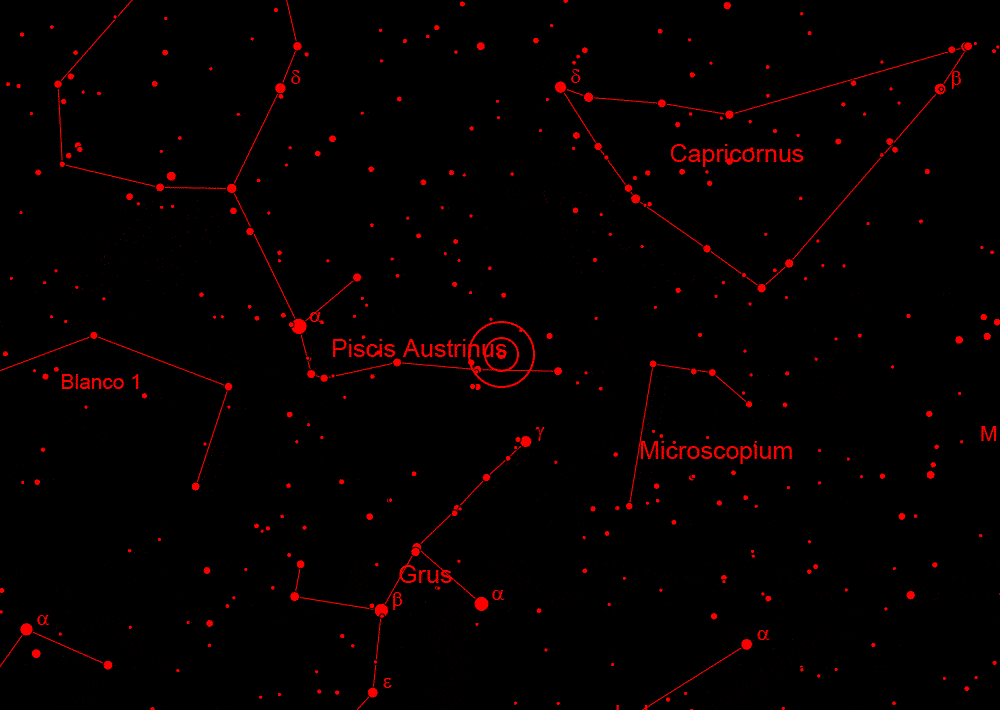 δ
δ
β
Capricornus
α
Piscis Austrinus
Blanco 1
γ
M
Microscopium
Grus
β
α
α
α
ε